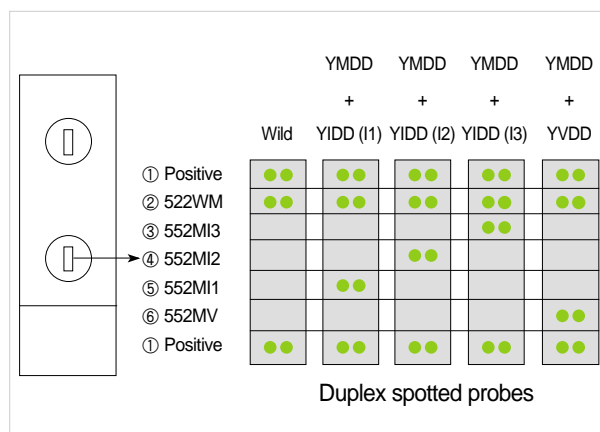 YMDD YMDD YMDD YMDD
+ + + +
Wild YIDD (I1) YIDD (I2) YIDD (I3) YVDD
① Positive
② 522WM
③ 552MI3
④ 552MI2
⑤ 552MI1
⑥ 552MV
① Positive
Duplex spotted probes